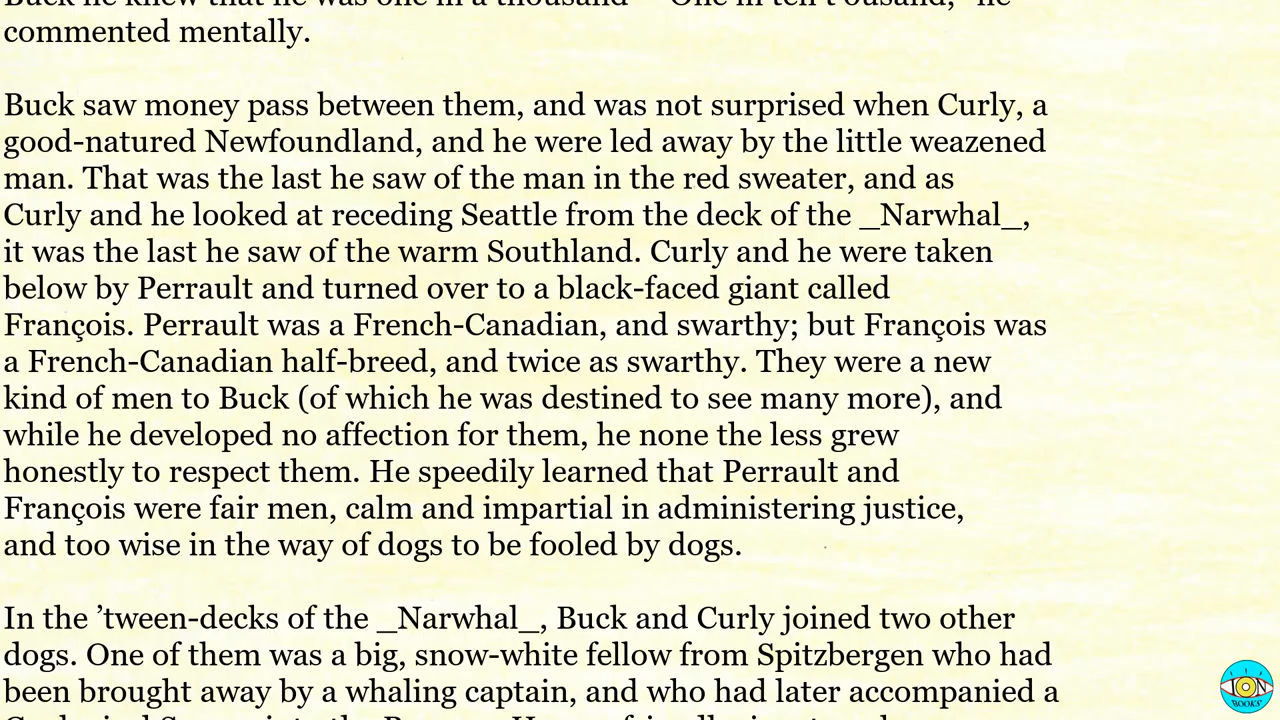 commented mentally.
Buck saw money pass between them, and was not surprised when Curly, a
good-natured Newfoundland, and he were led away by the little weazened
man. That was the last he saw of the man in the red sweater, and as
Curly and he looked at receding Seattle from the deck of the _Narwhal_,
it was the last he saw of the warm Southland. Curly and he were taken
below by Perrault and turned over to a black-faced giant called
François. Perrault was a French-Canadian, and swarthy; but François was
a French-Canadian half-breed, and twice as swarthy. They were a new
kind of men to Buck (of which he was destined to see many more), and
while he developed no affection for them, he none the less grew
honestly to respect them. He speedily learned that Perrault and
François were fair men, calm and impartial in administering justice,
and too wise in the way of dogs to be fooled by dogs.
In the ’tween-decks of the _Narwhal_, Buck and Curly joined two other
dogs. One of them was a big, snow-white fellow from Spitzbergen who had
been brought away by a whaling captain, and who had later accompanied a
ION
BOOKS